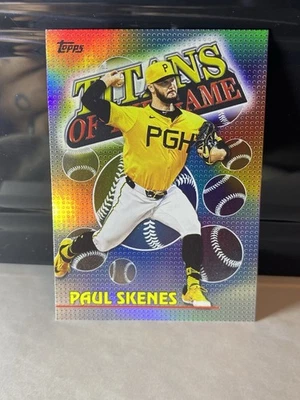 Topps
TITANS
OF THE GAME
PGH
PAUL SKENES